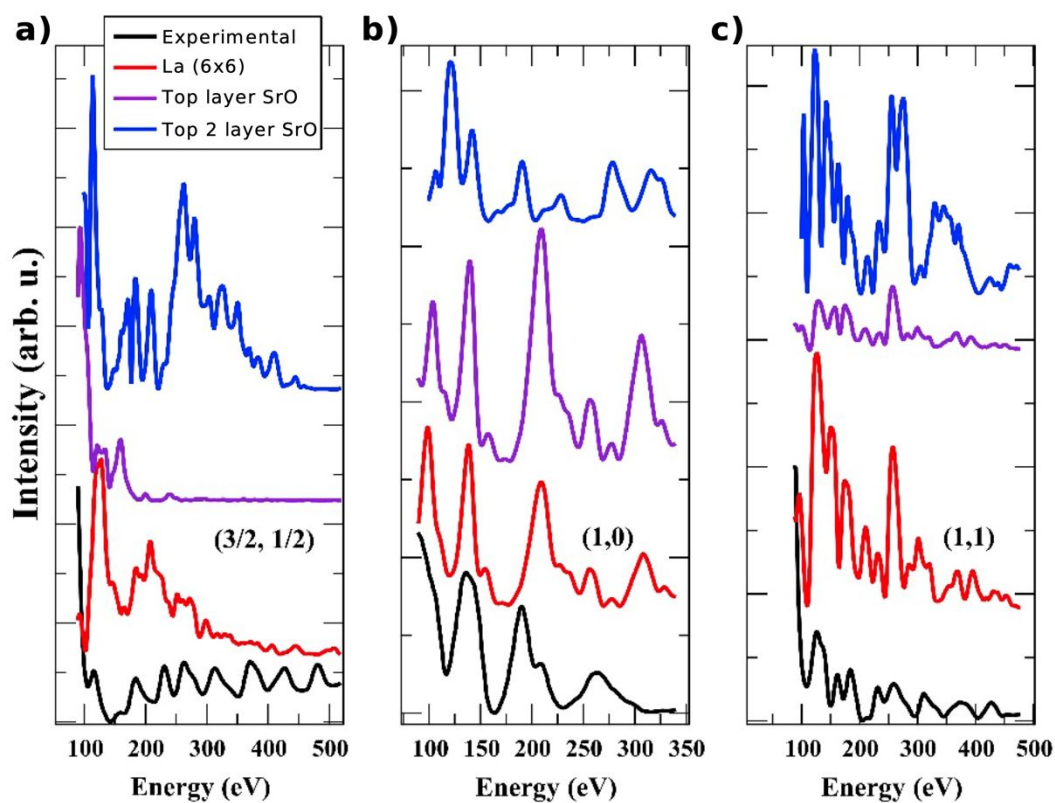 a)
b)
c)
Experimental
La (6x6)
Top layer SrO
Top 2 layer SrO
Intensity (arb. u.)
(3/2, 1/2)
(1,0)
(1,1)
100 200 300 400 500
100 150 200 250 300 350
100 200 300 400 500
Energy (eV)
Energy (eV)
Energy (eV)